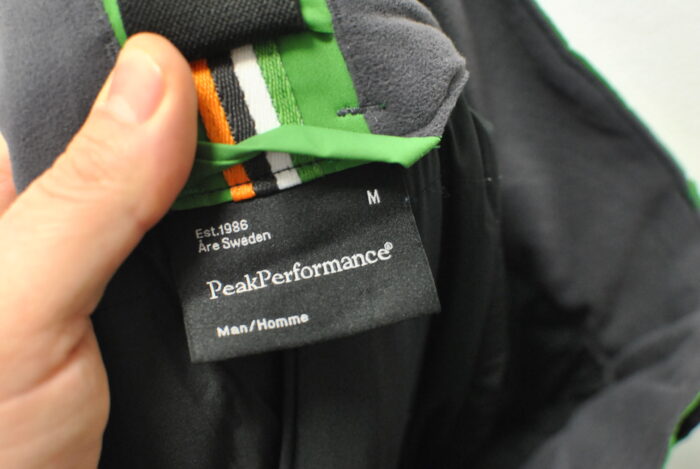 M
Est.1986
Åre Sweden
PeakPerformance®
Man/Homme